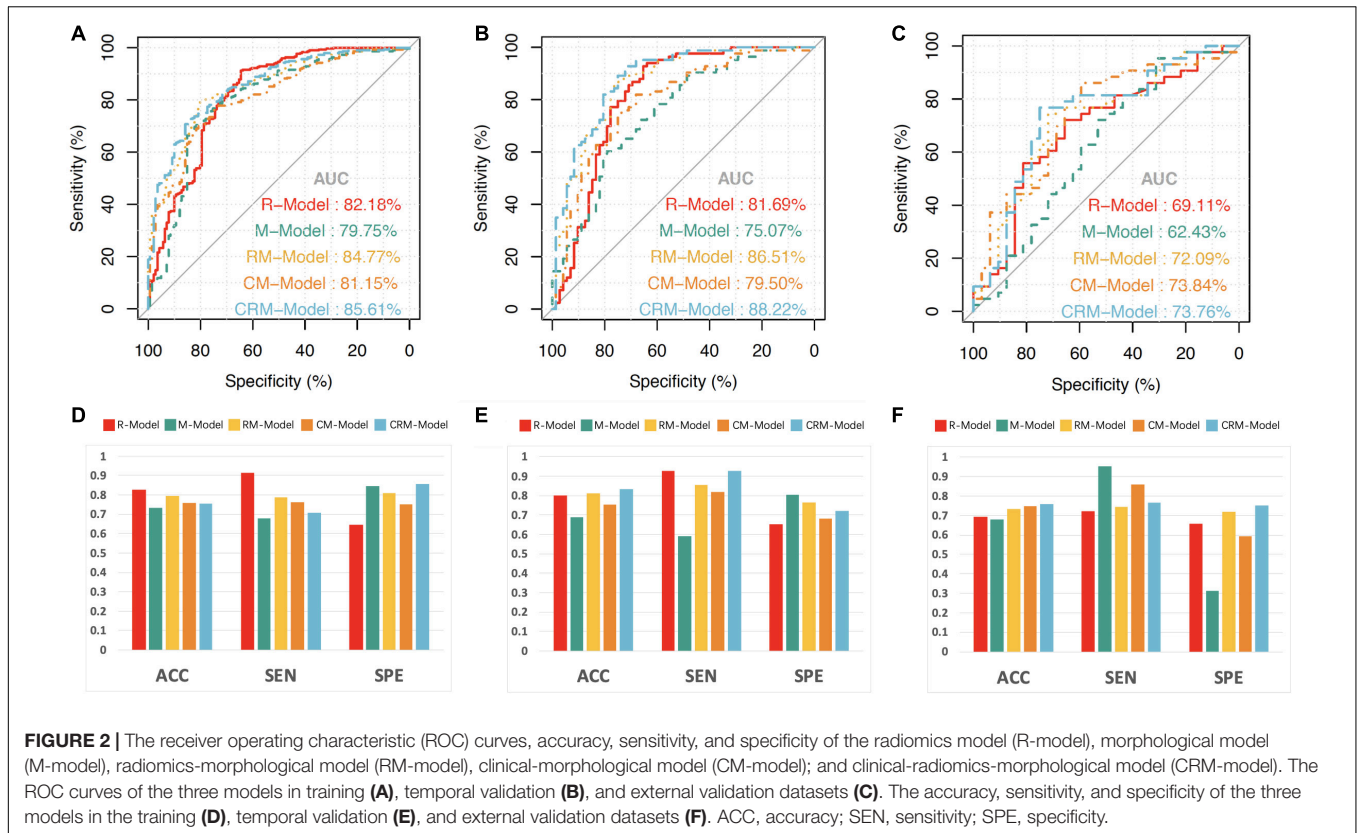 A
100
80
60
40
20
0
Sensitivity (%)
AUC
R-Model : 82.18%
M-Model : 79.75%
RM-Model : 84.77%
CM-Model : 81.15%
CRM-Model : 85.61%
100 80 60 40 20 0
Specificity (%)
B
100
80
60
40
20
0
Sensitivity (%)
AUC
R-Model : 81.69%
M-Model : 75.07%
RM-Model : 86.51%
CM-Model : 79.50%
CRM-Model : 88.22%
100 80 60 40 20 0
Specificity (%)
C
100
80
60
40
20
0
Sensitivity (%)
AUC
R-Model : 69.11%
M-Model : 62.43%
RM-Model : 72.09%
CM-Model : 73.84%
CRM-Model : 73.76%
100 80 60 40 20 0
Specificity (%)
D
R-Model M-Model RM-Model CM-Model CRM-Model
1
0.9
0.8
0.7
0.6
0.5
0.4
0.3
0.2
0.1
0
ACC SEN SPE
E
R-Model M-Model RM-Model CM-Model CRM-Model
1
0.9
0.8
0.7
0.6
0.5
0.4
0.3
0.2
0.1
0
ACC SEN SPE
F
R-Model M-Model RM-Model CM-Model CRM-Model
1
0.9
0.8
0.7
0.6
0.5
0.4
0.3
0.2
0.1
0
ACC SEN SPE
FIGURE 2 | The receiver operating characteristic (ROC) curves, accuracy, sensitivity, and specificity of the radiomics model (R-model), morphological model
(M-model), radiomics-morphological model (RM-model), clinical-morphological model (CM-model); and clinical-radiomics-morphological model (CRM-model). The
ROC curves of the three models in training (A), temporal validation (B), and external validation datasets (C). The accuracy, sensitivity, and specificity of the three
models in the training (D), temporal validation (E), and external validation datasets (F). ACC, accuracy; SEN, sensitivity; SPE, specificity.